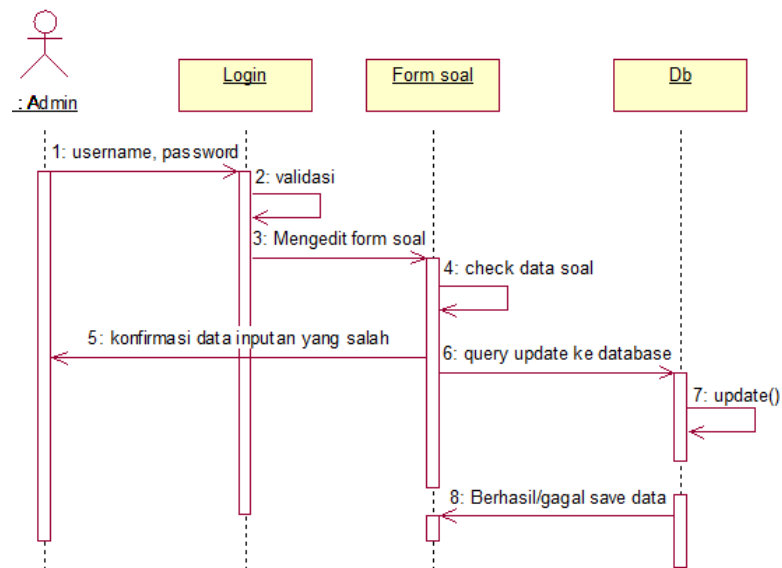 : Admin
Login
Form soal
Db
1: username, password
2: validasi
3: Mengedit form soal
4: check data soal
5: konfirmasi data inputan yang salah
6: query update ke database
7: update()
8: Berhasil/gagal save data